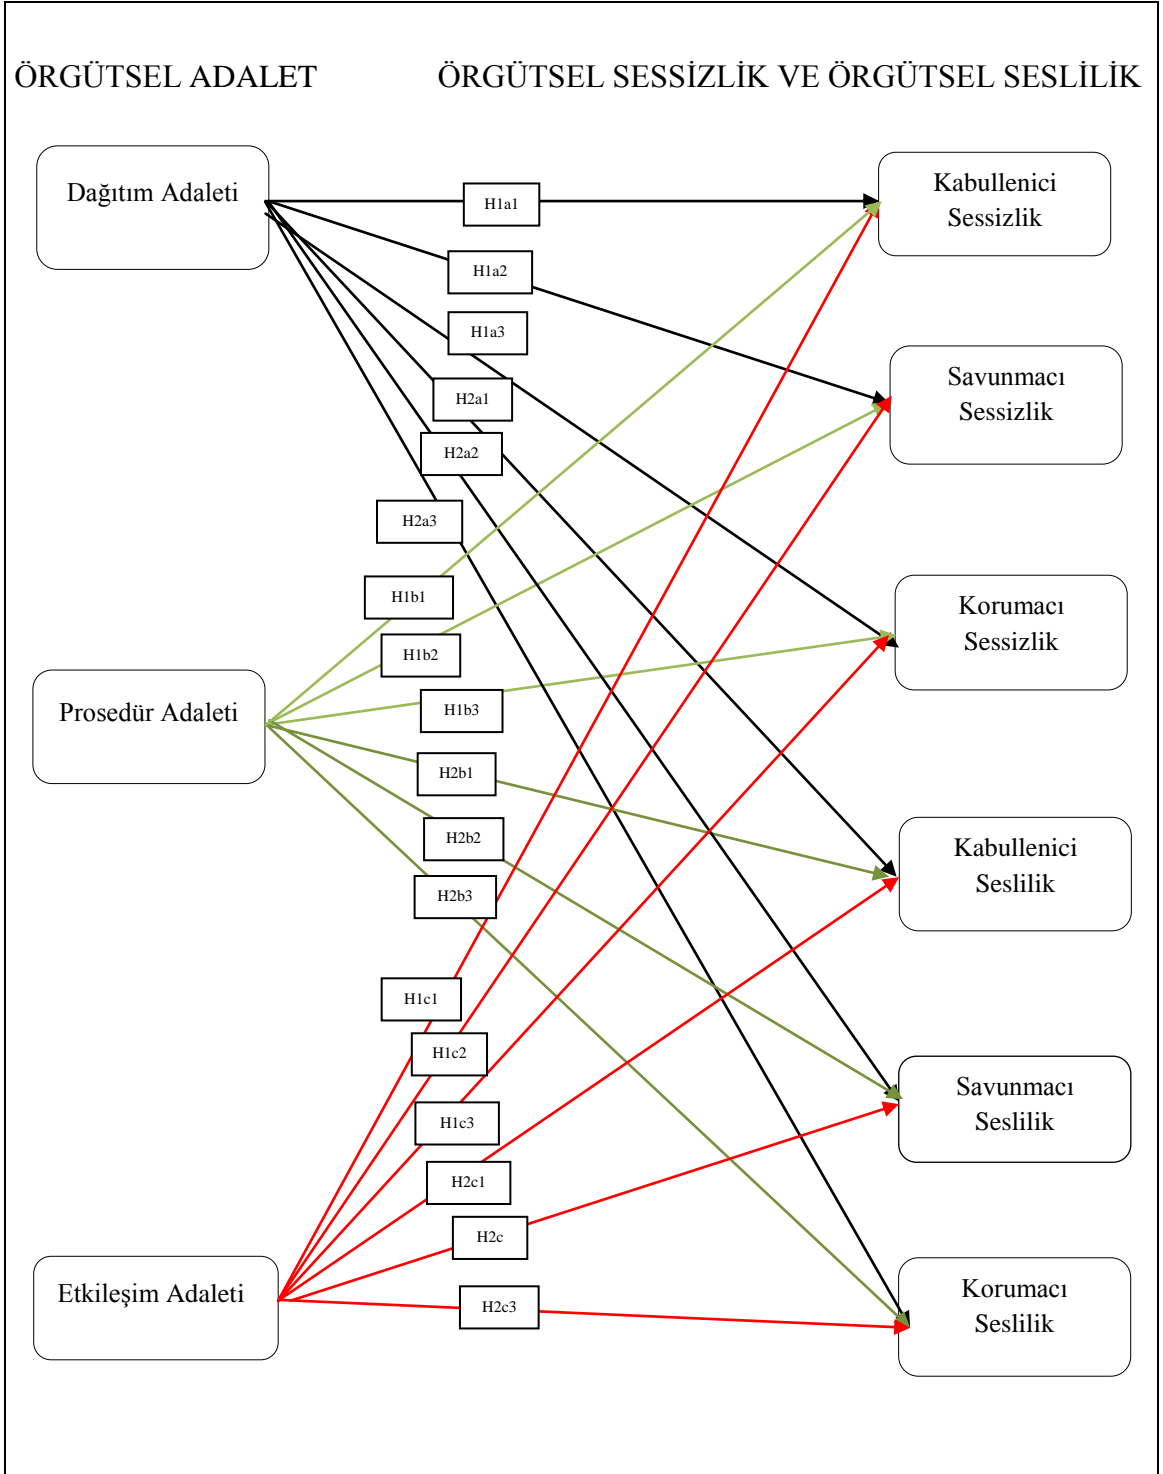 ÖRGÜTSEL ADALET
ÖRGÜTSEL SESSİZLİK VE ÖRGÜTSEL SESLİLİK
Dağıtım Adaleti
Kabullenici
Sessizlik
H1a1
H1a2
H1a3
Savunmacı
Sessizlik
H2a1
H2a2
H2a3
H1b1
Korumacı
Sessizlik
H1b2
Prosedür Adaleti
H1b3
H2b1
H2b2
Kabullenici
Seslilik
H2b3
H1c1
H1c2
Savunmacı
Seslilik
H1c3
H2c1
H2c
Etkileşim Adaleti
Korumacı
Seslilik
H2c3